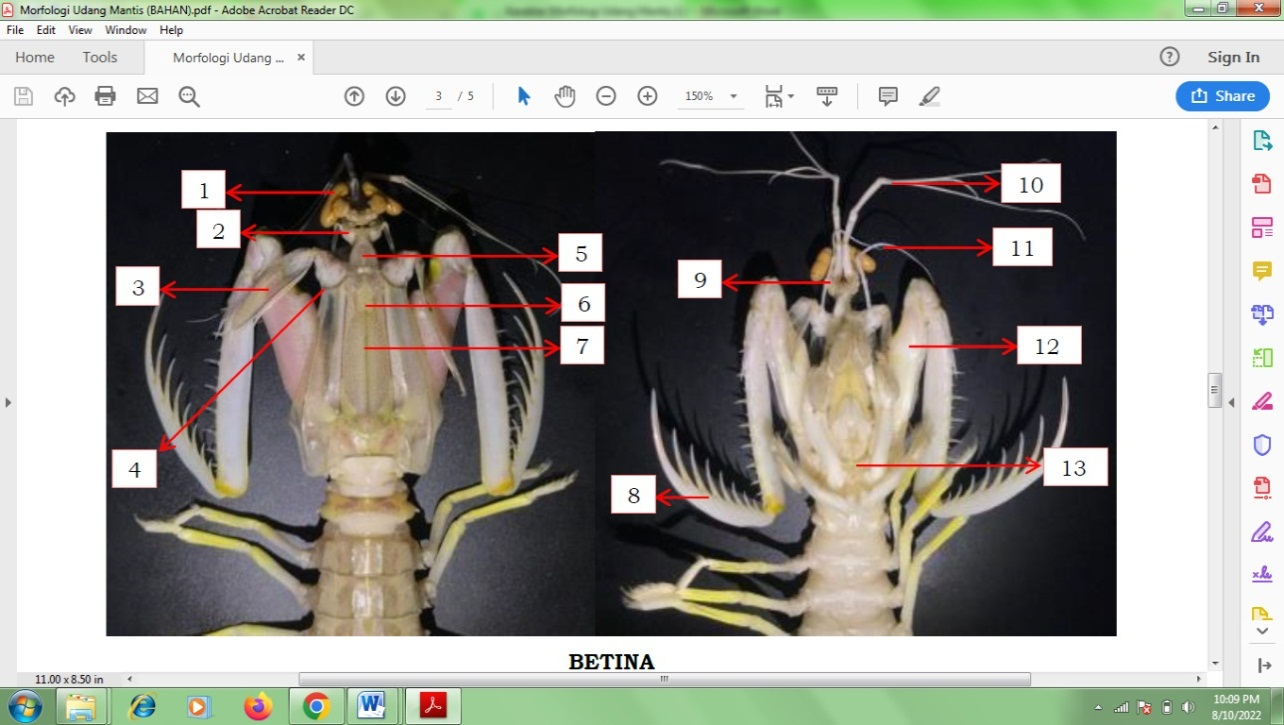 Morfologi Udang Mantis (BAHAN).pdf - Adobe Acrobat Reader DC
File Edit View Window Help
Home Tools Morfologi Udang ... × Sign In
3 / 5 150% Share
1
2
3
4
5
6
7
8
9
10
11
12
13
BETINA
11.00 x 8.50 in
10:09 PM
8/10/2022